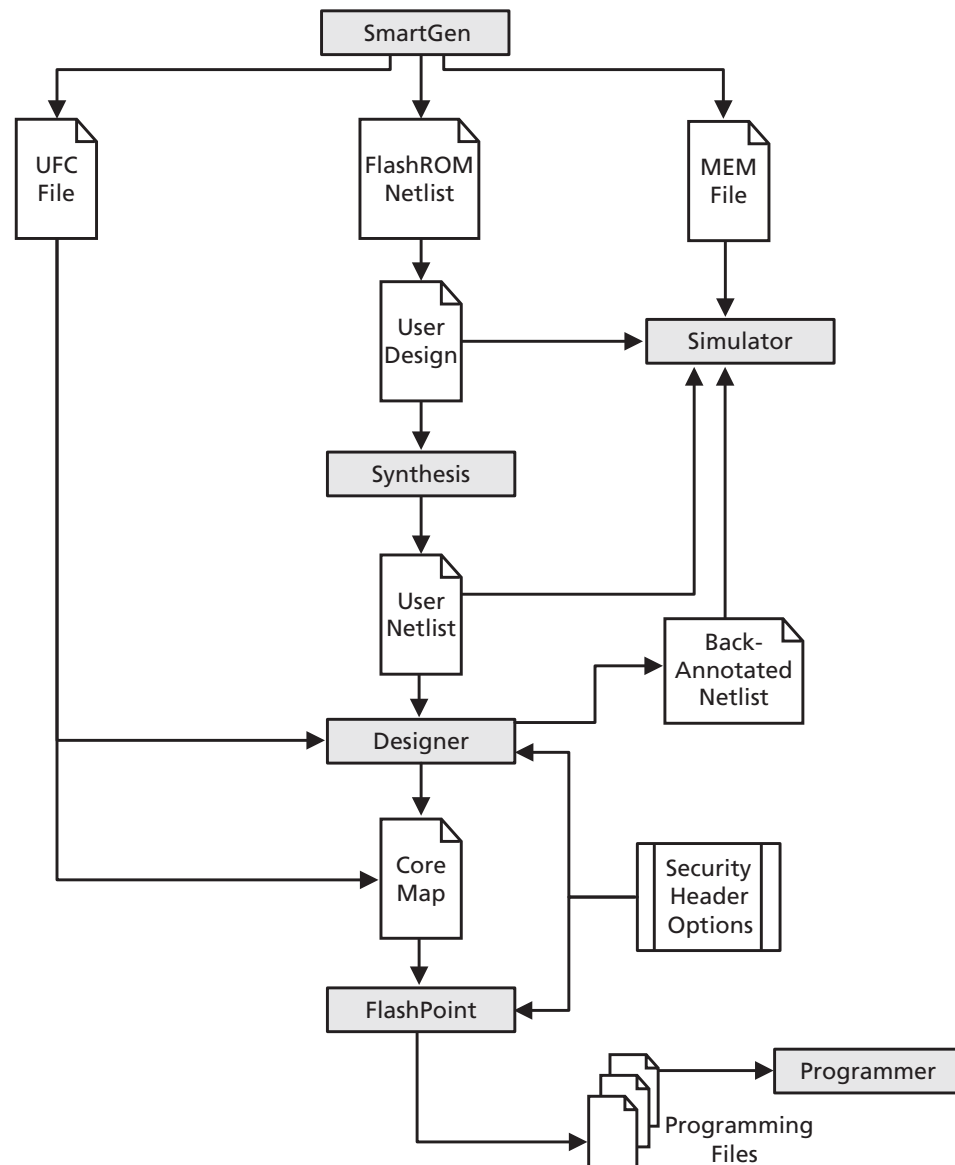 SmartGen
UFC
File
FlashROM
Netlist
MEM
File
User
Design
Simulator
Synthesis
User
Netlist
Back-
Annotated
Netlist
Designer
Core
Map
Security
Header
Options
FlashPoint
Programmer
Programming
Files